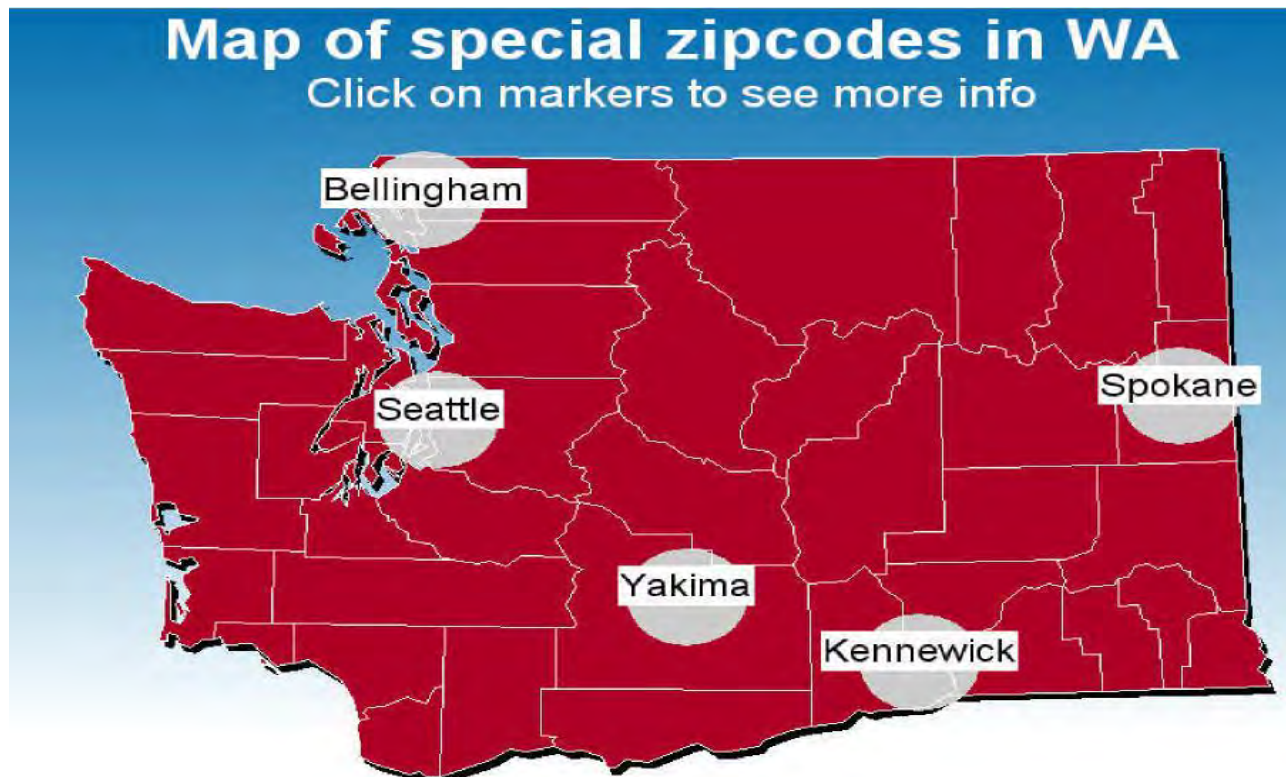 Map of special zipcodes in WA
Click on markers to see more info
Bellingham
Spokane
Seattle
Yakima
Kennewick